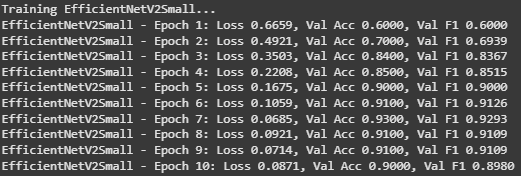 Training EfficientNetV2Small...
EfficientNetV2Small - Epoch 1: Loss 0.6659, Val Acc 0.6000, Val F1 0.6000
EfficientNetV2Small - Epoch 2: Loss 0.4921, Val Acc 0.7000, Val F1 0.6939
EfficientNetV2Small - Epoch 3: Loss 0.3503, Val Acc 0.8400, Val F1 0.8367
EfficientNetV2Small - Epoch 4: Loss 0.2208, Val Acc 0.8500, Val F1 0.8515
EfficientNetV2Small - Epoch 5: Loss 0.1675, Val Acc 0.9000, Val F1 0.9000
EfficientNetV2Small - Epoch 6: Loss 0.1059, Val Acc 0.9100, Val F1 0.9126
EfficientNetV2Small - Epoch 7: Loss 0.0685, Val Acc 0.9300, Val F1 0.9293
EfficientNetV2Small - Epoch 8: Loss 0.0921, Val Acc 0.9100, Val F1 0.9109
EfficientNetV2Small - Epoch 9: Loss 0.0714, Val Acc 0.9100, Val F1 0.9109
EfficientNetV2Small - Epoch 10: Loss 0.0871, Val Acc 0.9000, Val F1 0.8980